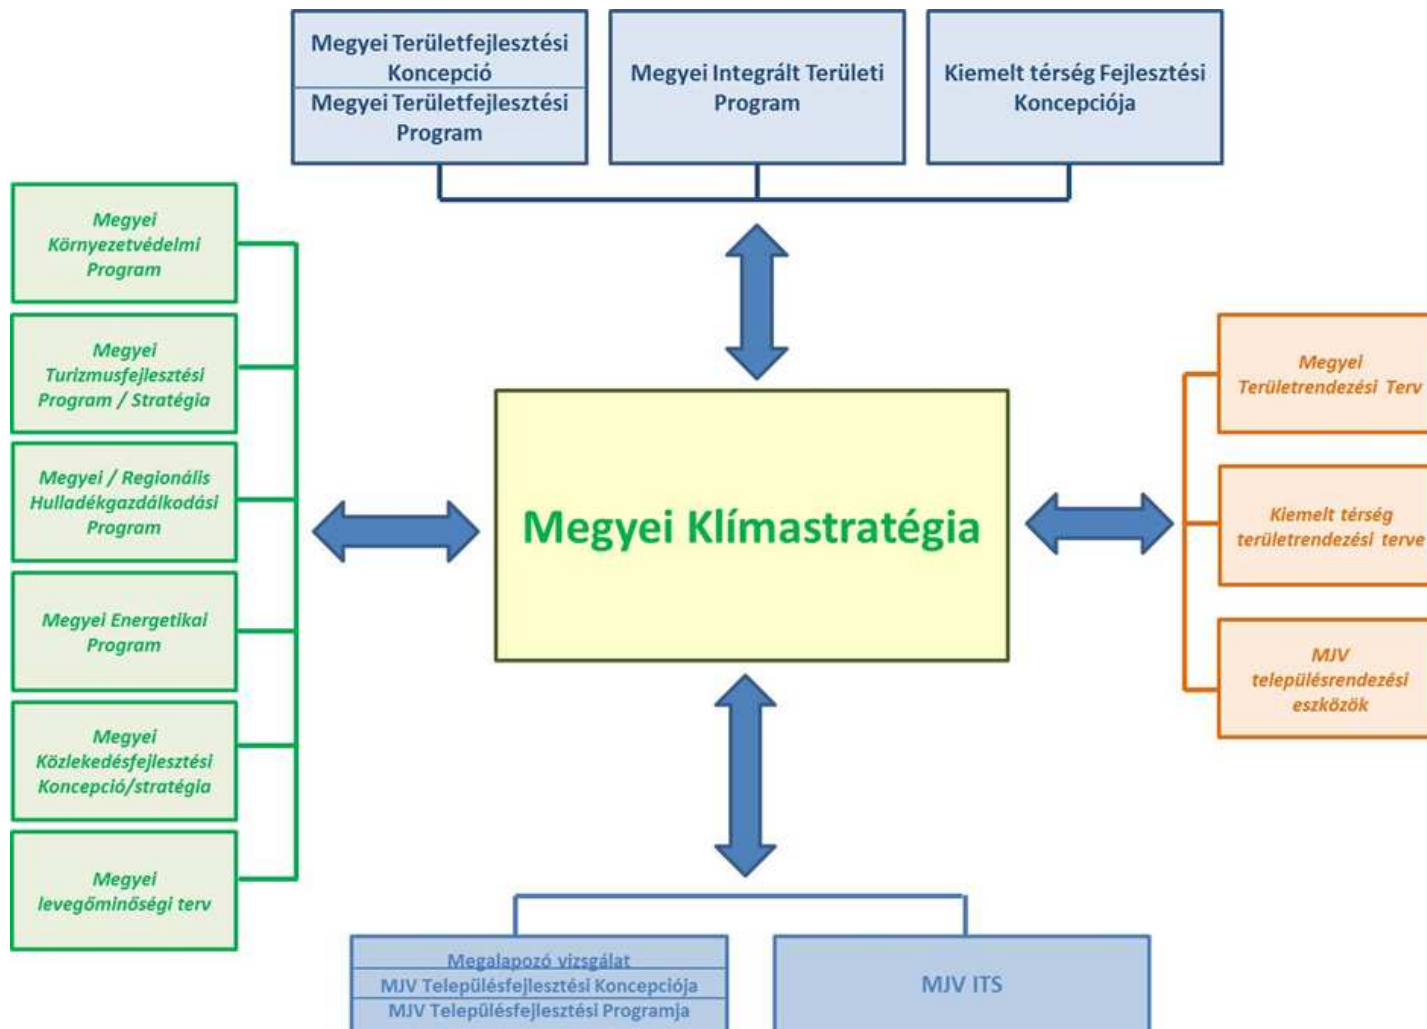 Megyei Területfejlesztési
Koncepció
Megyei Területfejlesztési
Program
Megyei Integrált Területi
Program
Kiemelt térség Fejlesztési
Koncepciója
Megyei
Környezetvédelmi
Program
Megyei
Turizmusfejlesztési
Program / Stratégia
Megyei / Regionális
Hulladékgazdálkodási
Program
Megyei Energetikai
Program
Megyei
Közlekedésfejlesztési
Koncepció/stratégia
Megyei
levegőminőségi terv
Megyei Klímastratégia
Megyei
Területrendezési Terv
Kiemelt térség
területrendezési terve
MJV
településrendezési
eszközök
Megalapozó vizsgálat
MJV Településfejlesztési Koncepciója
MJV Településfejlesztési Programja
MJV ITS